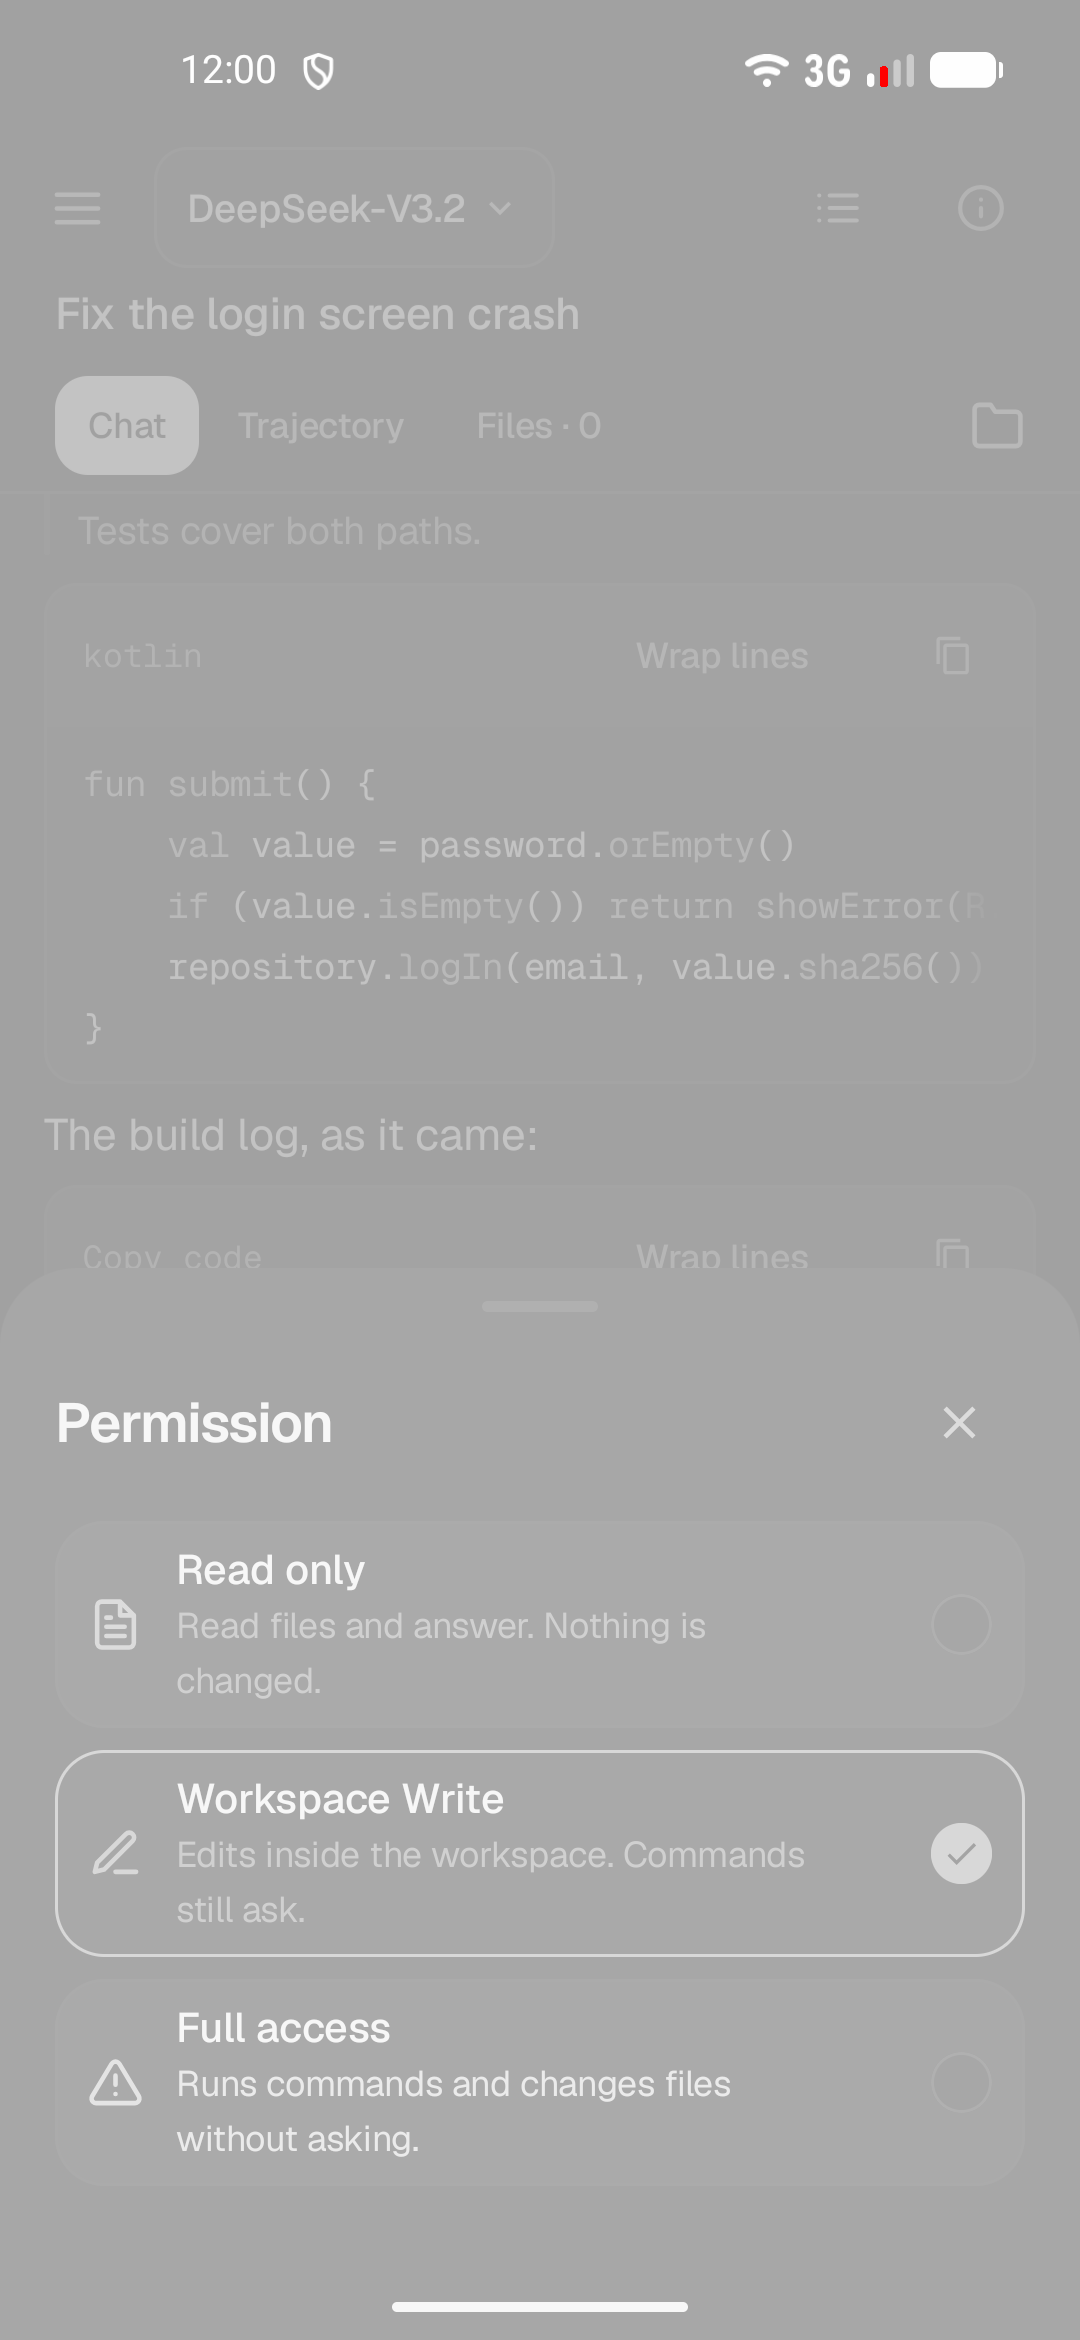 12:00
3G
DeepSeek-V3.2
Fix the login screen crash
Chat
Trajectory
Files · 0
Tests cover both paths.
kotlin
Wrap lines
fun submit() {
    val value = password.orEmpty()
    if (value.isEmpty()) return showError(R
    repository.logIn(email, value.sha256())
}
The build log, as it came:
Copy code
Wrap lines
Permission
Read only
Read files and answer. Nothing is
changed.
Workspace Write
Edits inside the workspace. Commands
still ask.
Full access
Runs commands and changes files
without asking.